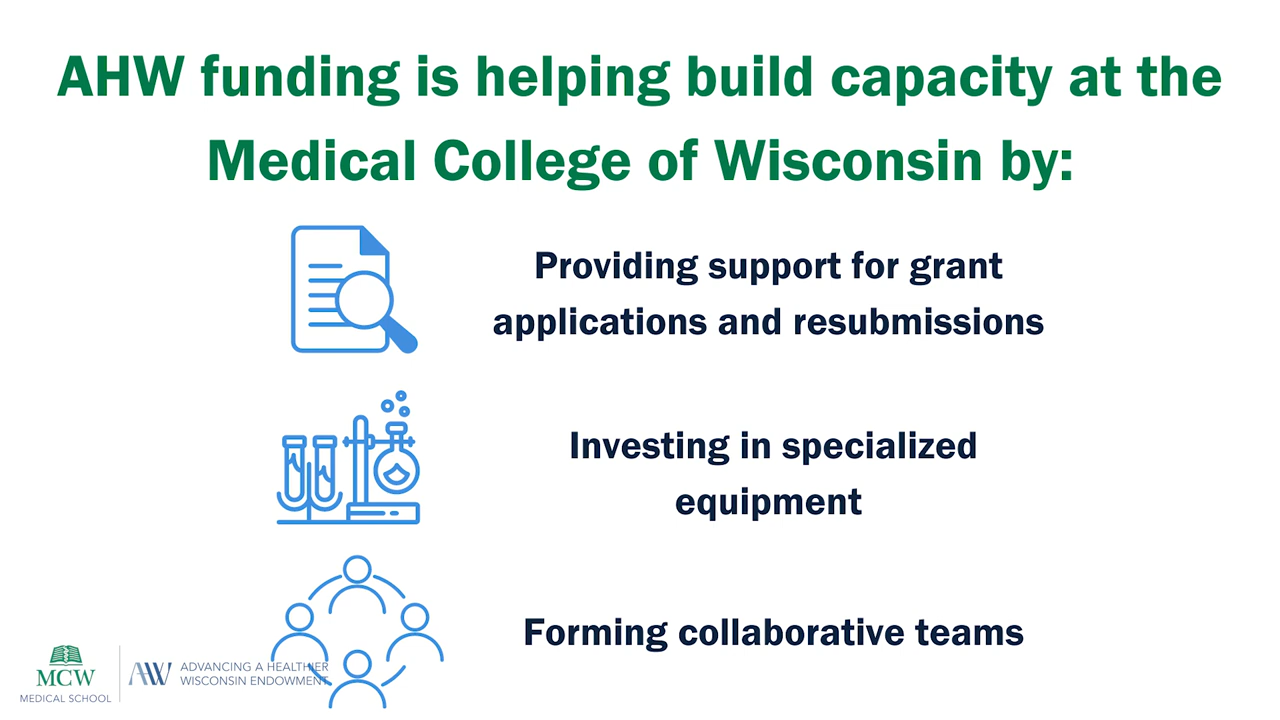 AHW funding is helping build capacity at the
Medical College of Wisconsin by:
Providing support for grant
applications and resubmissions
Investing in specialized
equipment
Forming collaborative teams
MCW
MEDICAL SCHOOL
AHW
ADVANCING A HEALTHIER
WISCONSIN ENDOWMENT